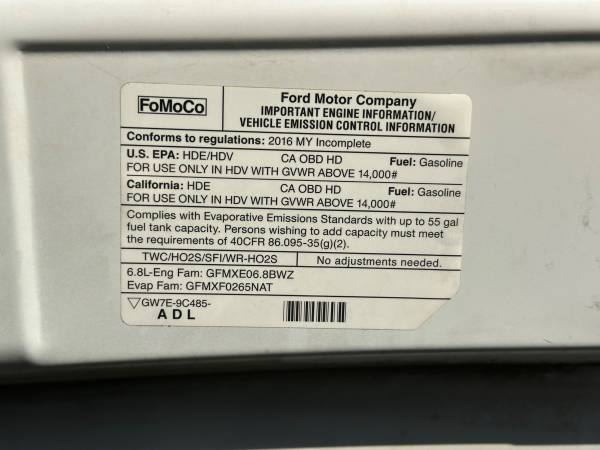 FoMoCo
Ford Motor Company
IMPORTANT ENGINE INFORMATION/
VEHICLE EMISSION CONTROL INFORMATION
Conforms to regulations: 2016 MY Incomplete
U.S. EPA: HDE/HDV CA OBD HD Fuel: Gasoline
FOR USE ONLY IN HDV WITH GVWR ABOVE 14,000#
California: HDE CA OBD HD Fuel: Gasoline
FOR USE ONLY IN HDV WITH GVWR ABOVE 14,000#
Complies with Evaporative Emissions Standards with up to 55 gal
fuel tank capacity. Persons wishing to add capacity must meet
the requirements of 40CFR 86.095-35(g)(2).
TWC/HO2S/SFI/WR-HO2S No adjustments needed.
6.8L-Eng Fam: GFMXE06.8BWZ
Evap Fam: GFMXF0265NAT
▽GW7E-9C485-
ADL